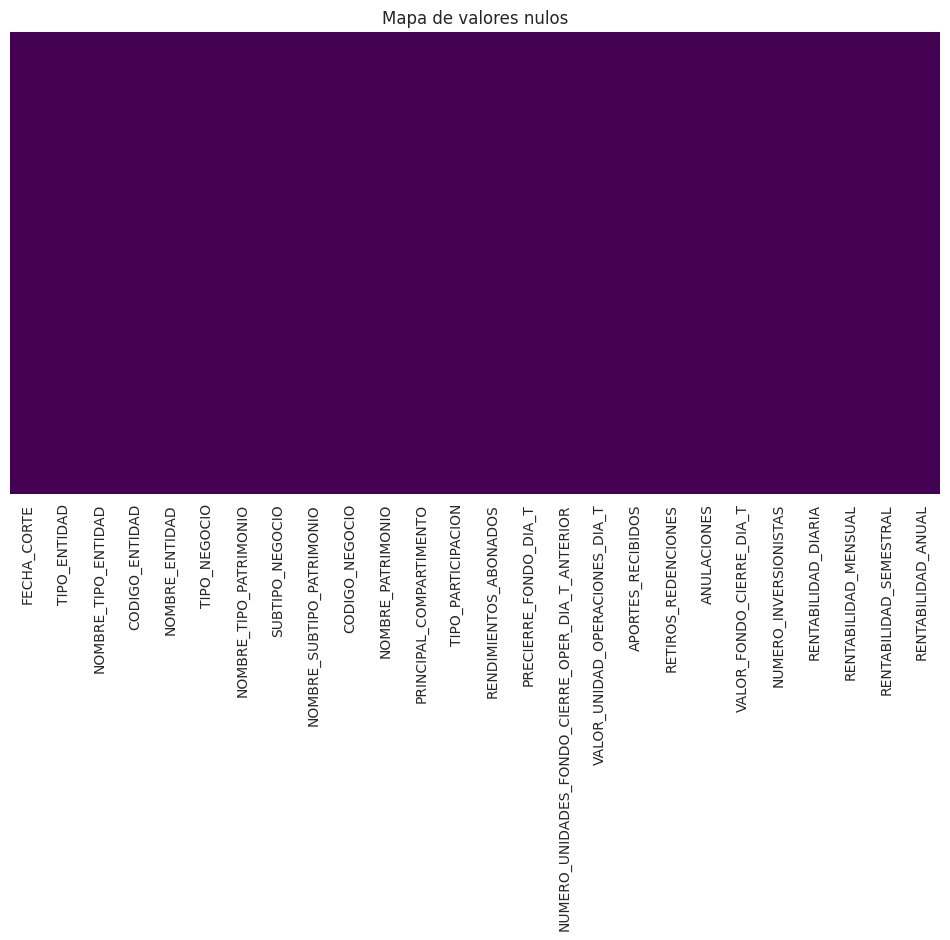 Mapa de valores nulos
FECHA_CORTE
TIPO_ENTIDAD
NOMBRE_TIPO_ENTIDAD
CODIGO_ENTIDAD
NOMBRE_ENTIDAD
TIPO_NEGOCIO
NOMBRE_TIPO_PATRIMONIO
SUBTIPO_NEGOCIO
NOMBRE_SUBTIPO_PATRIMONIO
CODIGO_NEGOCIO
NOMBRE_PATRIMONIO
PRINCIPAL_COMPARTIMENTO
TIPO_PARTICIPACION
RENDIMIENTOS_ABONADOS
PRECIERRE_FONDO_DIA_T
NUMERO_UNIDADES_FONDO_CIERRE_OPER_DIA_T_ANTERIOR
VALOR_UNIDAD_OPERACIONES_DIA_T
APORTES_RECIBIDOS
RETIROS_REDENCIONES
ANULACIONES
VALOR_FONDO_CIERRE_DIA_T
NUMERO_INVERSIONISTAS
RENTABILIDAD_DIARIA
RENTABILIDAD_MENSUAL
RENTABILIDAD_SEMESTRAL
RENTABILIDAD_ANUAL